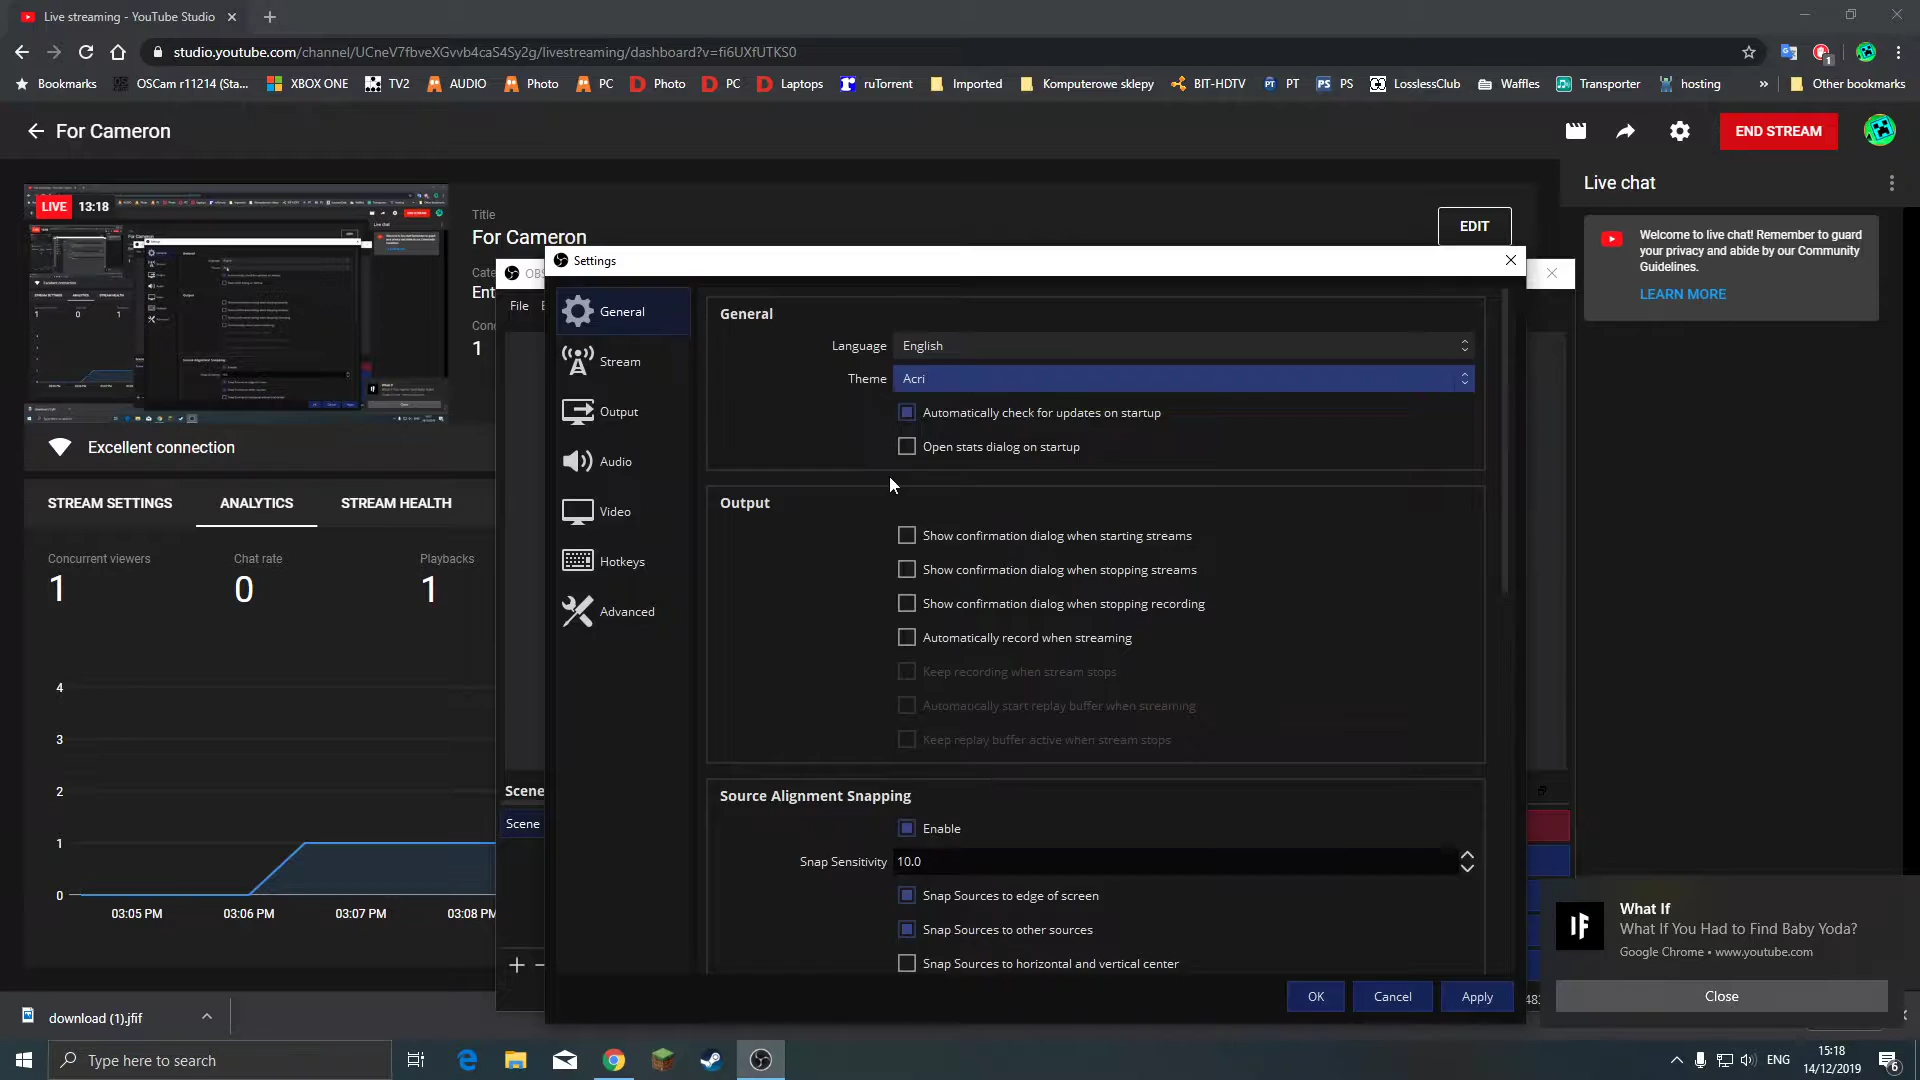 Live streaming - YouTube Studio
studio.youtube.com/channel/UCneV7fbveXGvvb4caS4Sy2g/livestreaming/dashboard?v=fi6UXfUTKS0
Bookmarks OSCam r11214 (Sta... XBOX ONE TV2 AUDIO Photo PC Photo PC Laptops ruTorrent Imported Komputerowe sklepy BIT-HDTV PT PS LosslessClub Waffles Transporter hosting Other bookmarks
For Cameron
END STREAM
Live chat
LIVE 13:18
Title
For Cameron
EDIT
Welcome to live chat! Remember to guard
your privacy and abide by our Community
Guidelines.
LEARN MORE
Cate
Ent
Con
1
OBS
File
Settings
General
Stream
Output
Audio
Video
Hotkeys
Advanced
General
Language English
Theme Acri
Automatically check for updates on startup
Open stats dialog on startup
Output
Show confirmation dialog when starting streams
Show confirmation dialog when stopping streams
Show confirmation dialog when stopping recording
Automatically record when streaming
Keep recording when stream stops
Automatically start replay buffer when streaming
Keep replay buffer active when stream stops
Source Alignment Snapping
Enable
Snap Sensitivity 10.0
Snap Sources to edge of screen
Snap Sources to other sources
Snap Sources to horizontal and vertical center
OK Cancel Apply
Excellent connection
STREAM SETTINGS ANALYTICS STREAM HEALTH
Concurrent viewers Chat rate Playbacks
1 0 1
4
3
2
1
0
03:05 PM 03:06 PM 03:07 PM 03:08 PM
Scene
Scene
What If
What If You Had to Find Baby Yoda?
Google Chrome • www.youtube.com
Close
download (1).jfif
Type here to search
ENG
15:18
14/12/2019
6